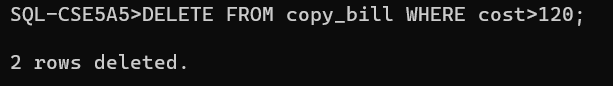 SQL-CSE5A5>DELETE FROM copy_bill WHERE cost>120;
2 rows deleted.